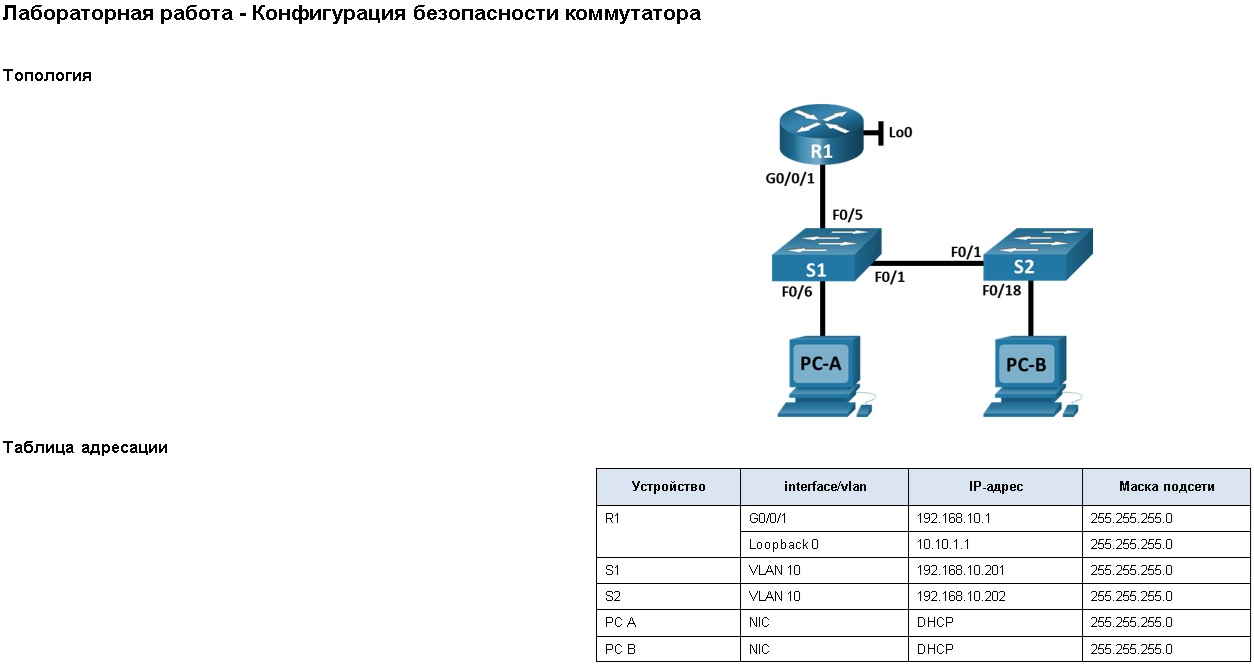 Лабораторная работа - Конфигурация безопасности коммутатора
Топология
Lo0
R1
G0/0/1
F0/5
S1
F0/1
F0/1
S2
F0/6
F0/18
PC-A
PC-B
Таблица адресации
Устройство interface/vlan IP-адрес Маска подсети
R1 G0/0/1 192.168.10.1 255.255.255.0
Loopback 0 10.10.1.1 255.255.255.0
S1 VLAN 10 192.168.10.201 255.255.255.0
S2 VLAN 10 192.168.10.202 255.255.255.0
PC A NIC DHCP 255.255.255.0
PC B NIC DHCP 255.255.255.0